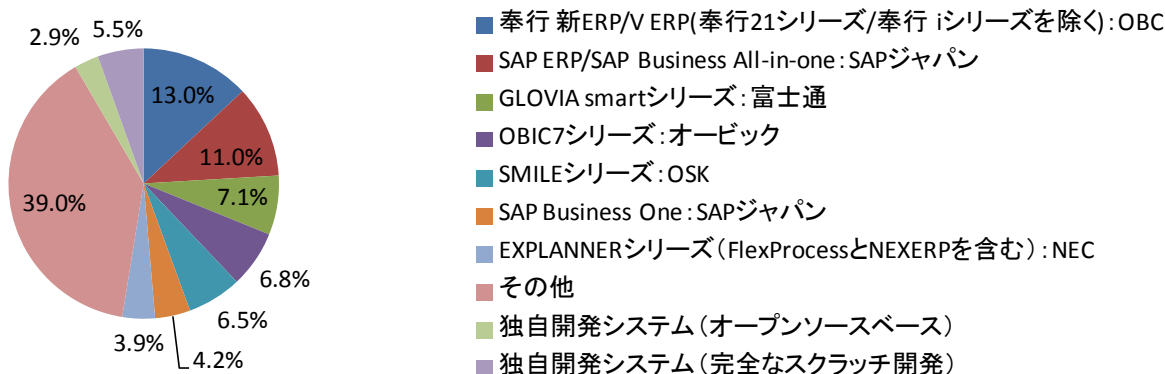 2.9%
5.5%
13.0%
11.0%
7.1%
6.8%
6.5%
4.2%
3.9%
39.0%
奉行 新ERP/V ERP(奉行21シリーズ/奉行 iシリーズを除く):OBC
SAP ERP/SAP Business All-in-one:SAPジャパン
GLOVIA smartシリーズ:富士通
OBIC7シリーズ:オービック
SMILEシリーズ:OSK
SAP Business One:SAPジャパン
EXPLANNERシリーズ(FlexProcessとNEXERPを含む):NEC
その他
独自開発システム(オープンソースベース)
独自開発システム(完全なスクラッチ開発)